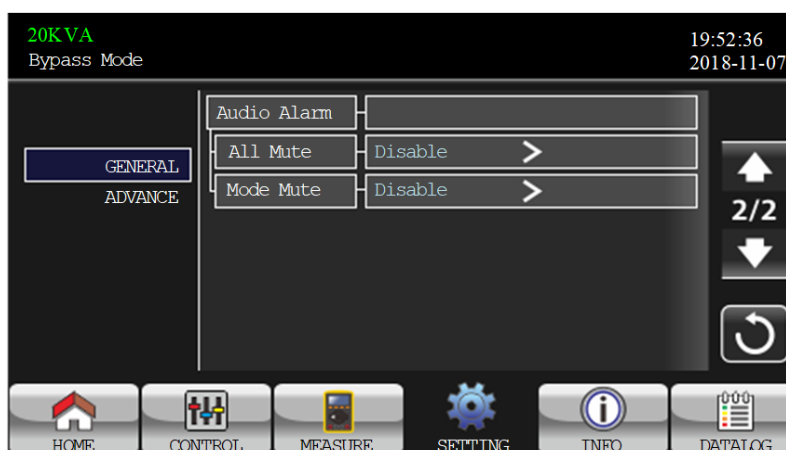 20KVA
Bypass Mode
19:52:36
2018-11-07
GENERAL
ADVANCE
Audio Alarm
All Mute Disable >
Mode Mute Disable >
2/2
HOME CONTROL MEASURE SETTING INFO DATALOG